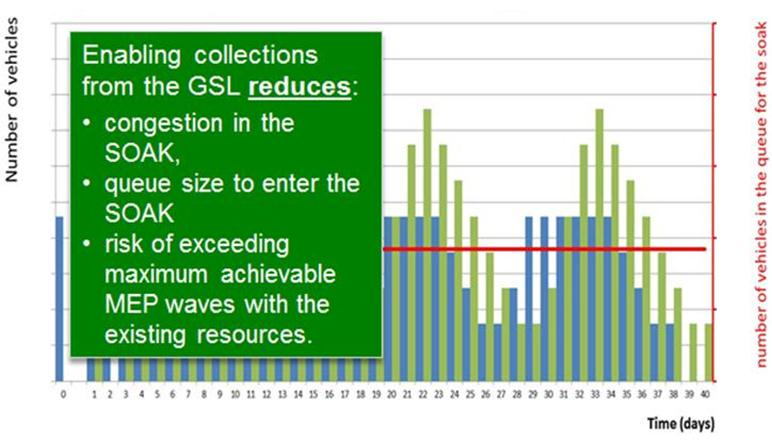 Number of vehicles
Enabling collections
from the GSL reduces:
• congestion in the
SOAK,
• queue size to enter the
SOAK
• risk of exceeding
maximum achievable
MEP waves with the
existing resources.
number of vehicles in the queue for the soak
0 1 2 3 4 5 6 7 8 9 10 11 12 13 14 15 16 17 18 19 20 21 22 23 24 25 26 27 28 29 30 31 32 33 34 35 36 37 38 39 40
Time (days)